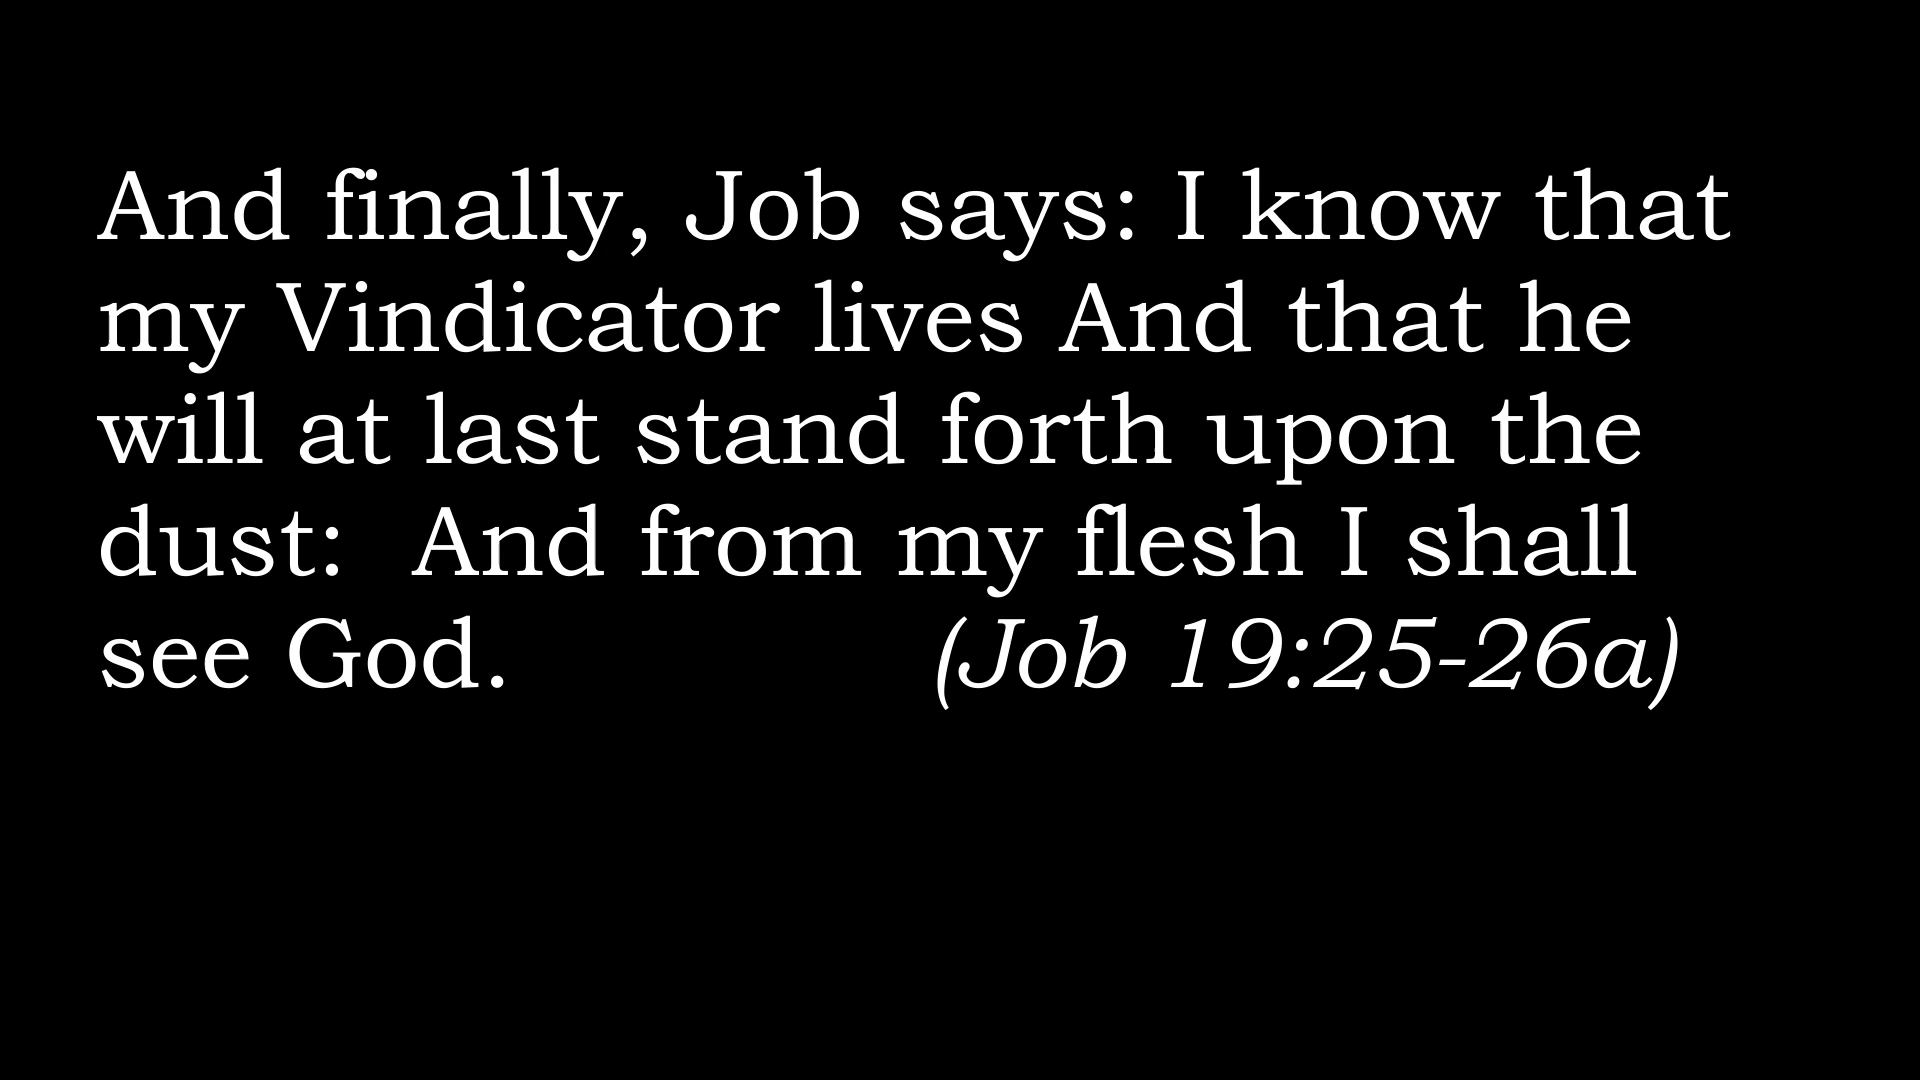 And finally, Job says: I know that
my Vindicator lives And that he
will at last stand forth upon the
dust:  And from my flesh I shall
see God. (Job 19:25-26a)